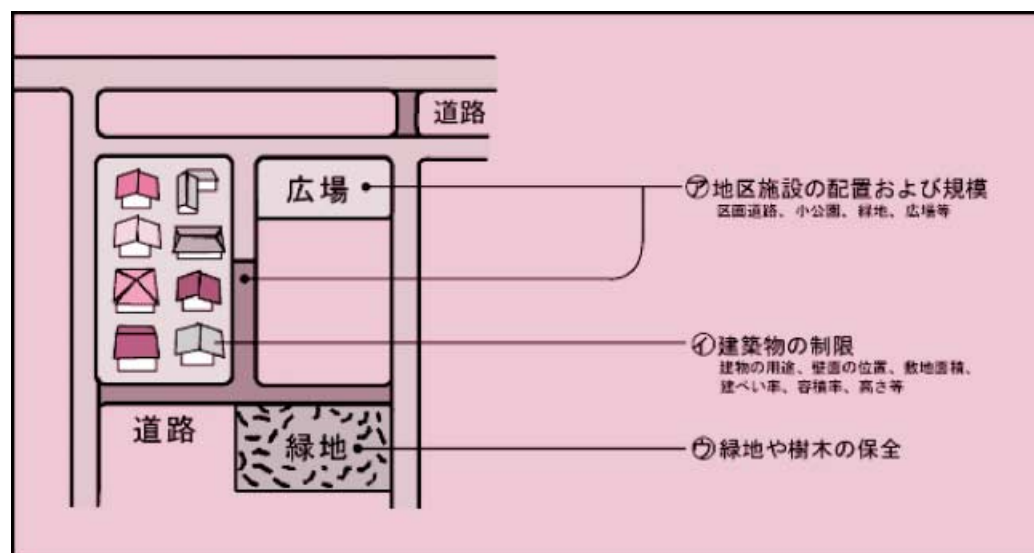 道路
広場
㋐地区施設の配置および規模
区画道路、小公園、緑地、広場等
㋑建築物の制限
建物の用途、壁面の位置、敷地面積、
建ぺい率、容積率、高さ等
道路
緑地
㋒緑地や樹木の保全